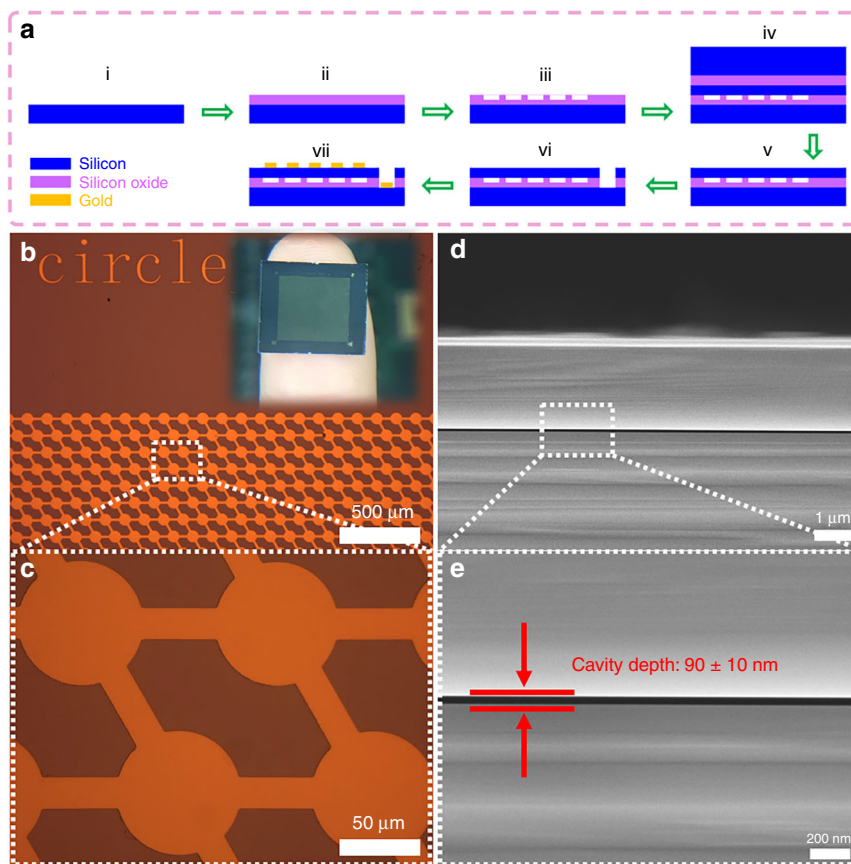 a
i
ii
iii
iv
vii
vi
v
Silicon
Silicon oxide
Gold
b
circle
500 μm
c
50 μm
d
1 μm
e
Cavity depth: 90 ± 10 nm
200 nm